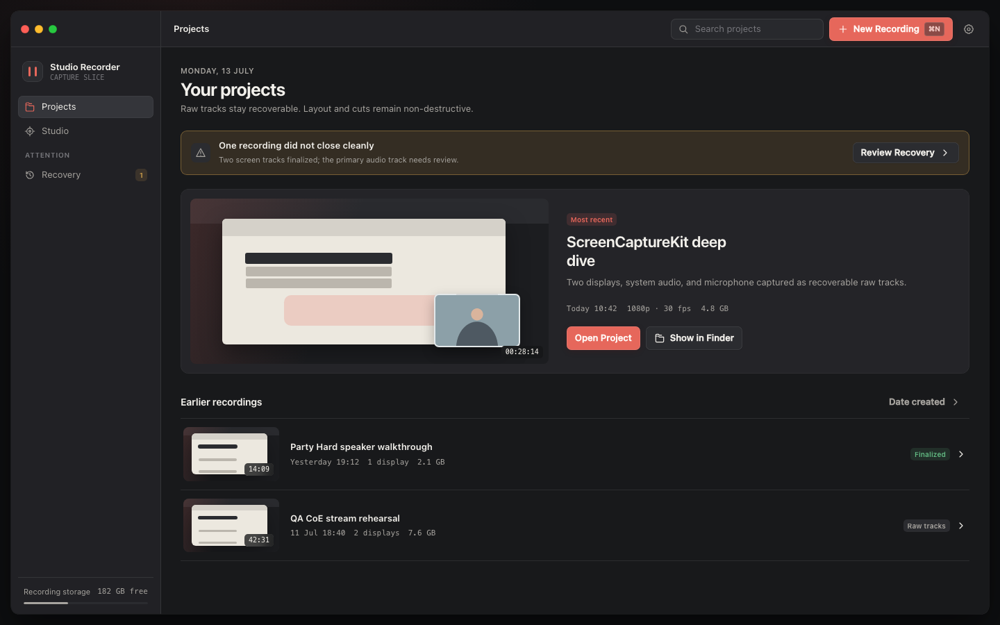 Projects
Search projects
New Recording ⌘N
Studio Recorder
CAPTURE SLICE
Projects
Studio
ATTENTION
Recovery 1
Recording storage 182 GB free
MONDAY, 13 JULY
Your projects
Raw tracks stay recoverable. Layout and cuts remain non-destructive.
One recording did not close cleanly
Two screen tracks finalized; the primary audio track needs review.
Review Recovery
00:28:14
Most recent
ScreenCaptureKit deep
dive
Two displays, system audio, and microphone captured as recoverable raw tracks.
Today 10:42 1080p · 30 fps 4.8 GB
Open Project
Show in Finder
Earlier recordings
Date created
14:09
Party Hard speaker walkthrough
Yesterday 19:12 1 display 2.1 GB
Finalized
42:31
QA CoE stream rehearsal
11 Jul 18:40 2 displays 7.6 GB
Raw tracks